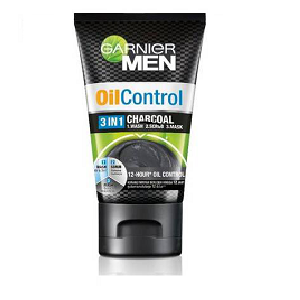 GARNIER
MEN
OilControl
3 IN 1 CHARCOAL
1.WASH 2.SCRUB 3.MASK
12-HOUR* OIL CONTROL